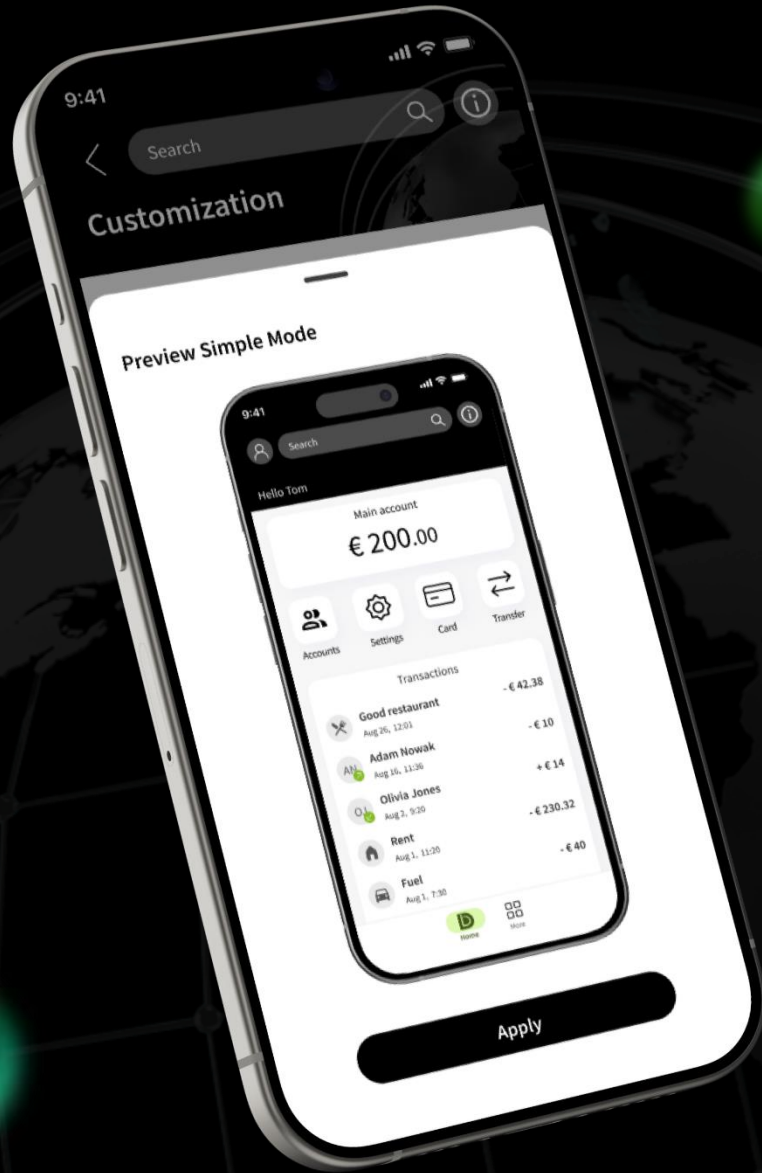 9:41
Search
Customization
Preview Simple Mode
9:41
Search
Hello Tom
Main account
€ 200.00
Accounts Settings Card Transfer
Transactions
Good restaurant - € 42.38
Aug 26, 12:01
AN Adam Nowak - € 10
Aug 16, 11:36
OJ Olivia Jones + € 14
Aug 2, 9:20
Rent - € 230.32
Aug 1, 11:20
Fuel - € 40
Aug 1, 7:30
Home More
Apply